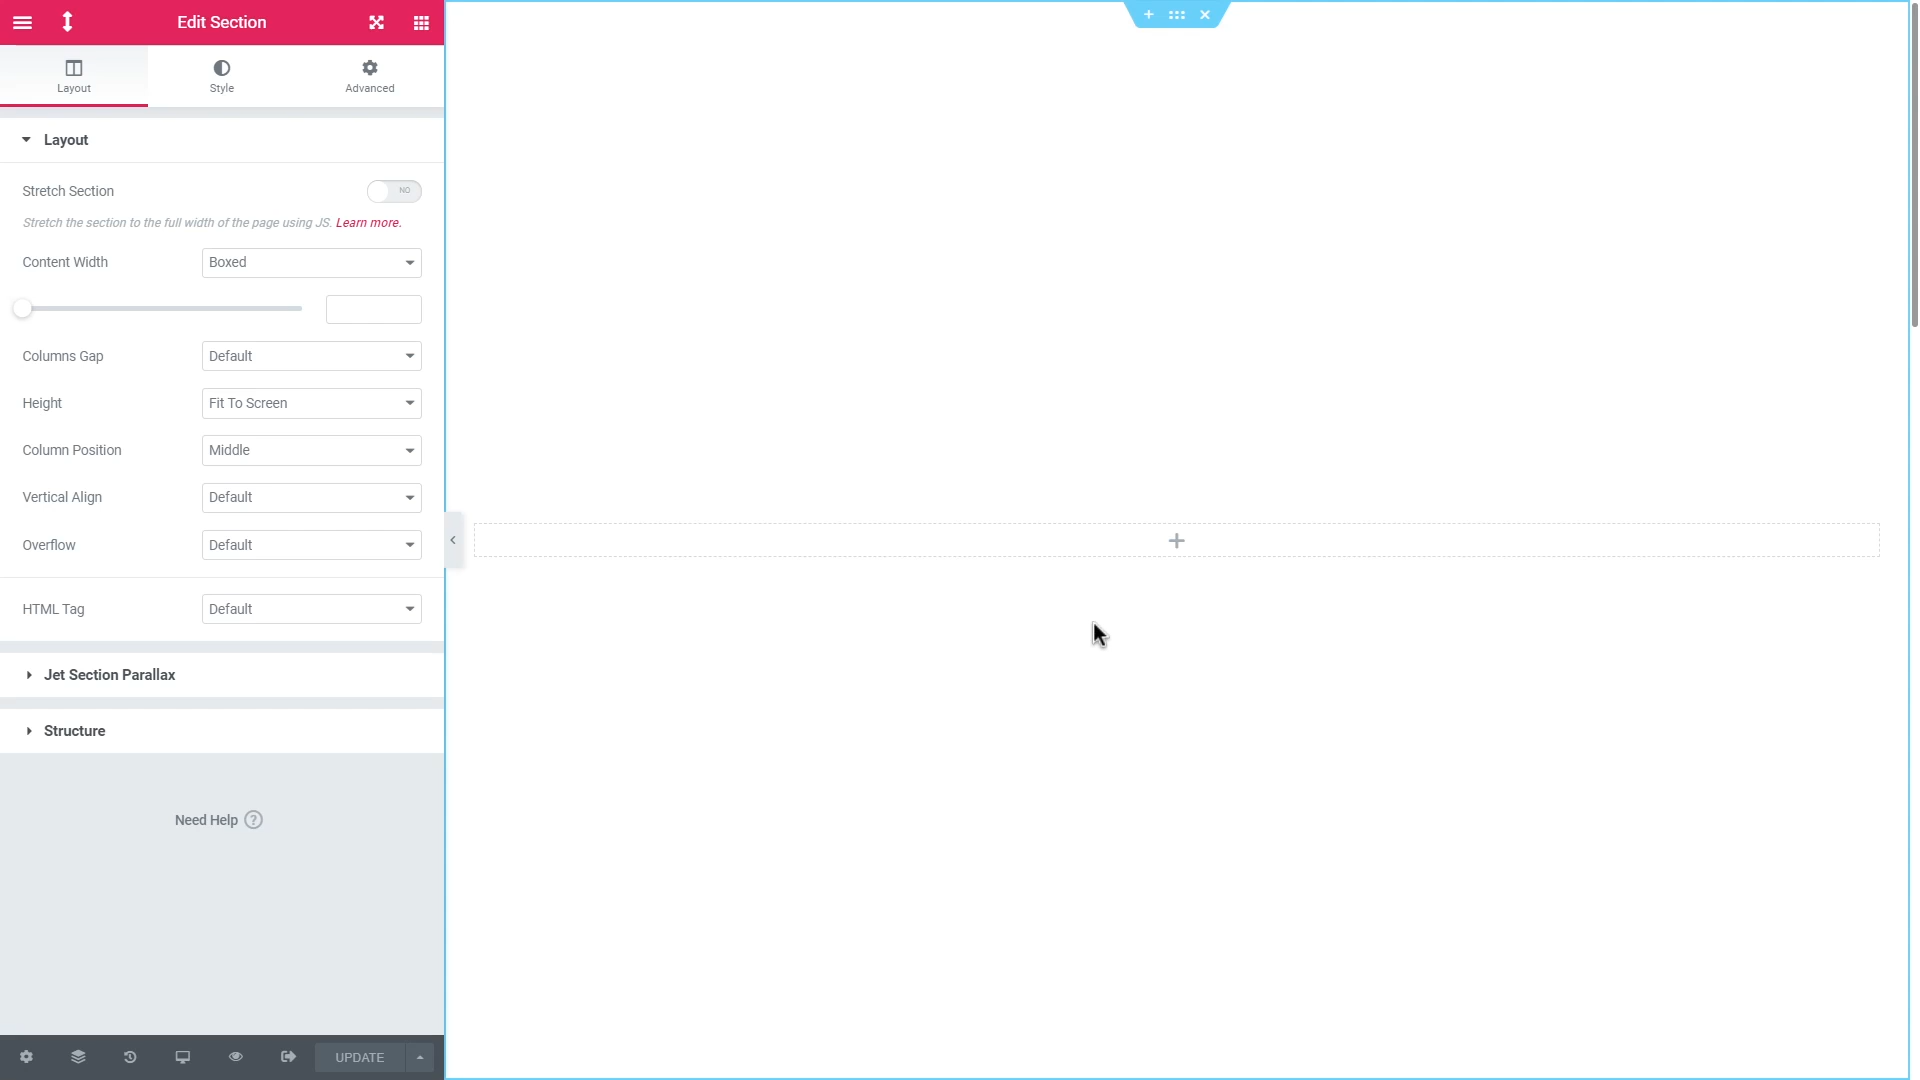 Edit Section
Layout
Style
Advanced
Layout
Stretch Section
NO
Stretch the section to the full width of the page using JS. Learn more.
Content Width
Boxed
Columns Gap
Default
Height
Fit To Screen
Column Position
Middle
Vertical Align
Default
Overflow
Default
HTML Tag
Default
Jet Section Parallax
Structure
Need Help ?
UPDATE